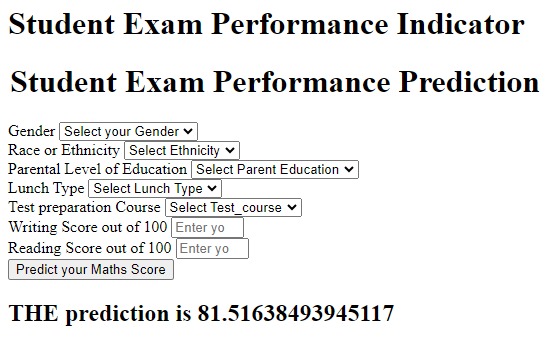 Student Exam Performance Indicator
Student Exam Performance Prediction
Gender Select your Gender
Race or Ethnicity Select Ethnicity
Parental Level of Education Select Parent Education
Lunch Type Select Lunch Type
Test preparation Course Select Test_course
Writing Score out of 100 Enter yo
Reading Score out of 100 Enter yo
Predict your Maths Score
THE prediction is 81.51638493945117